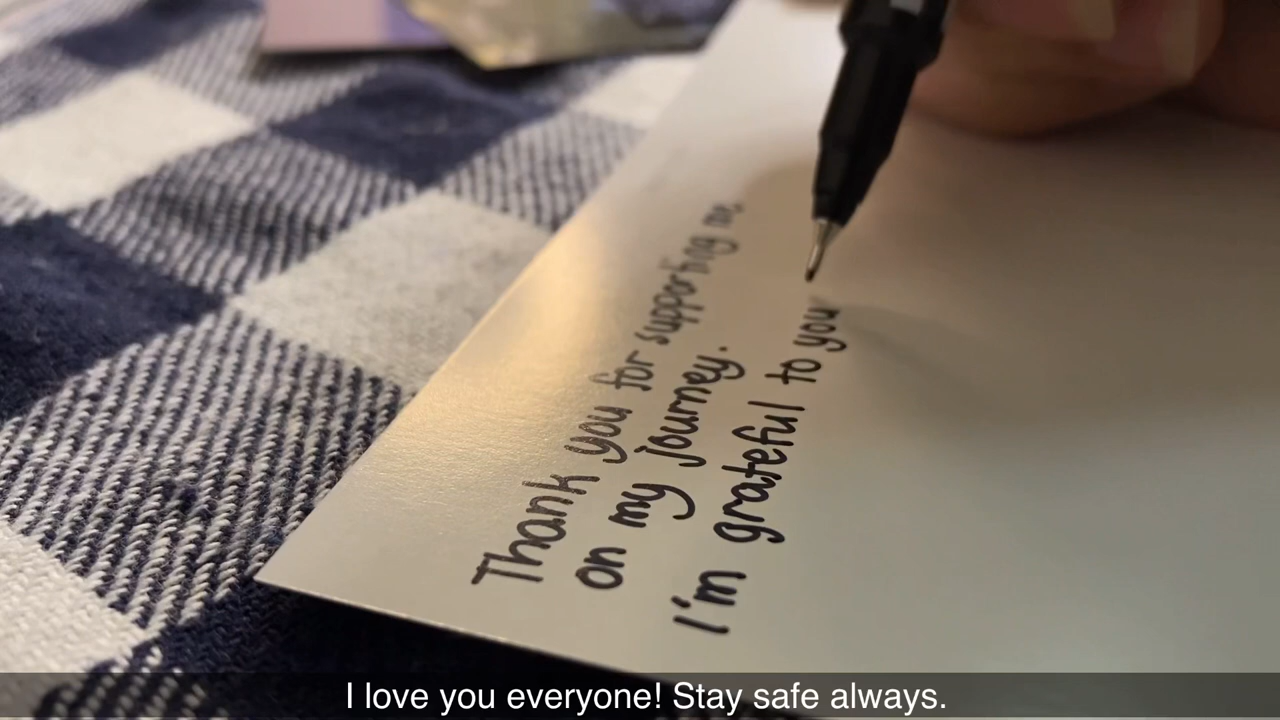 Thank you for supporting me
on my journey.
I'm grateful to you
I love you everyone! Stay safe always.